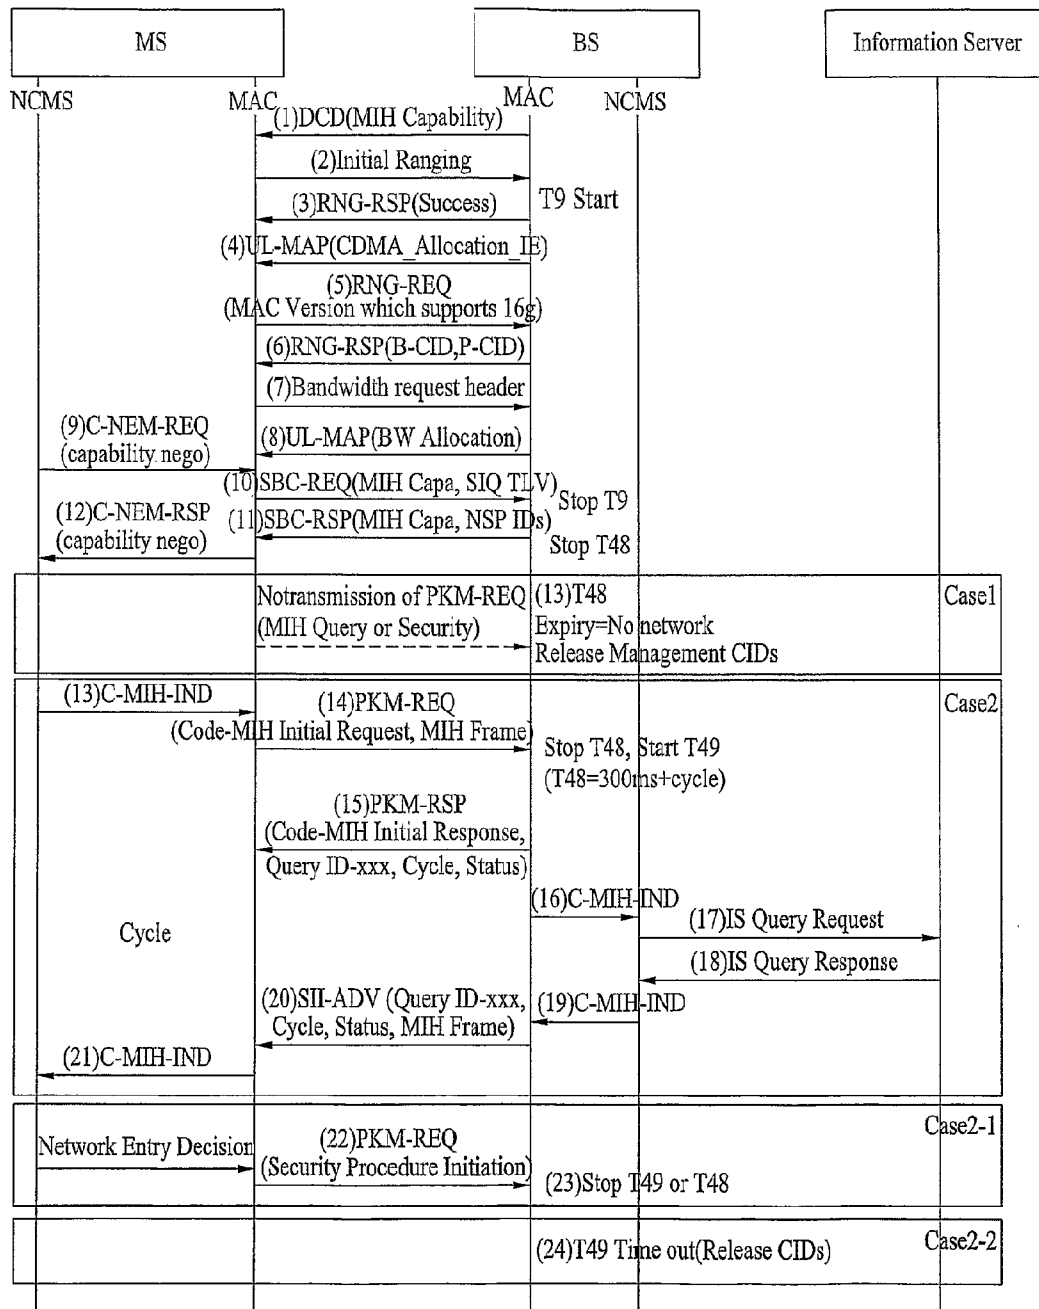 MS
BS
Information Server
NCMS
MAC
MAC
NCMS
(1)DCD(MIH Capability)
(2)Initial Ranging
(3)RNG-RSP(Success)
T9 Start
(4)UL-MAP(CDMA_Allocation_IE)
(5)RNG-REQ
(MAC Version which supports 16g)
(6)RNG-RSP(B-CID,P-CID)
(7)Bandwidth request header
(9)C-NEM-REQ
(capability nego)
(8)UL-MAP(BW Allocation)
(10)SBC-REQ(MIH Capa, SIQ TLV)
Stop T9
(12)C-NEM-RSP
(capability nego)
(11)SBC-RSP(MIH Capa, NSP IDs)
Stop T48
Case1
Notransmission of PKM-REQ
(MIH Query or Security)
(13)T48
Expiry=No network
Release Management CIDs
Case2
(13)C-MIH-IND
(14)PKM-REQ
(Code-MIH Initial Request, MIH Frame)
Stop T48, Start T49
(T48=300ms+cycle)
(15)PKM-RSP
(Code-MIH Initial Response,
Query ID-xxx, Cycle, Status)
(16)C-MIH-IND
(17)IS Query Request
Cycle
(18)IS Query Response
(19)C-MIH-IND
(20)SII-ADV (Query ID-xxx,
Cycle, Status, MIH Frame)
(21)C-MIH-IND
Case2-1
Network Entry Decision
(22)PKM-REQ
(Security Procedure Initiation)
(23)Stop T49 or T48
Case2-2
(24)T49 Time out(Release CIDs)